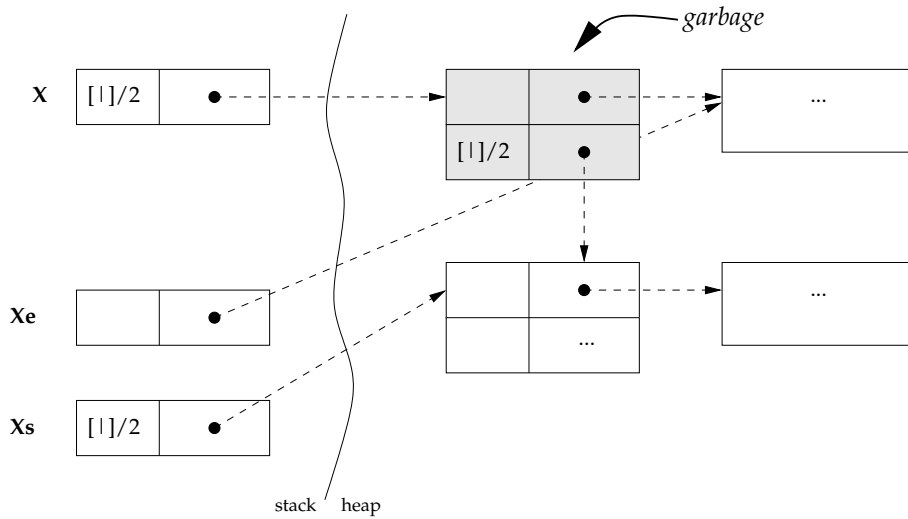 garbage
X
[|]/2
...
[|]/2
Xe
...
...
Xs
[|]/2
stack
heap